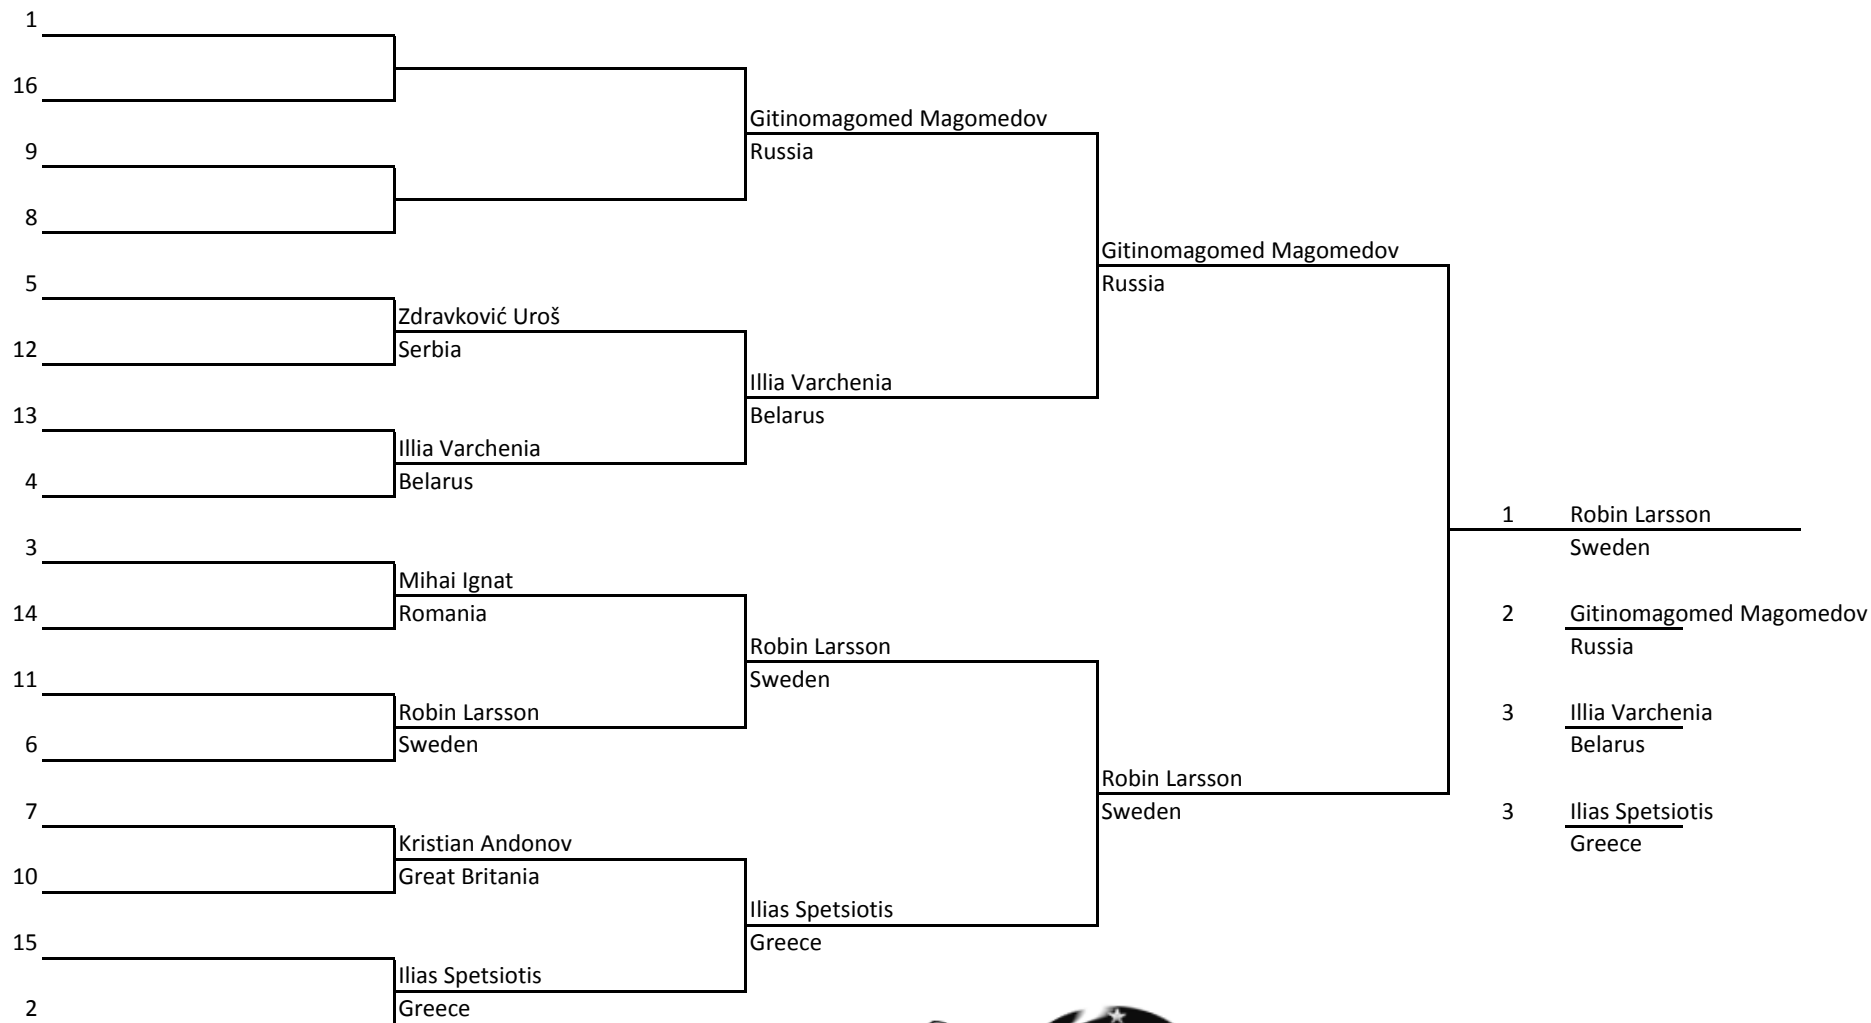 1
16
Gitinomagomed Magomedov
9
Russia
8
Gitinomagomed Magomedov
5
Russia
Zdravković Uroš
12
Serbia
Illia Varchenia
13
Belarus
Illia Varchenia
4
Belarus
1 Robin Larsson
3
Sweden
Mihai Ignat
14
Romania
2 Gitinomagomed Magomedov
Robin Larsson
Russia
11
Sweden
Robin Larsson
3 Illia Varchenia
6
Sweden
Belarus
Robin Larsson
7
Sweden
3 Ilias Spetsiotis
Kristian Andonov
Greece
10
Great Britania
Ilias Spetsiotis
15
Greece
Ilias Spetsiotis
2
Greece